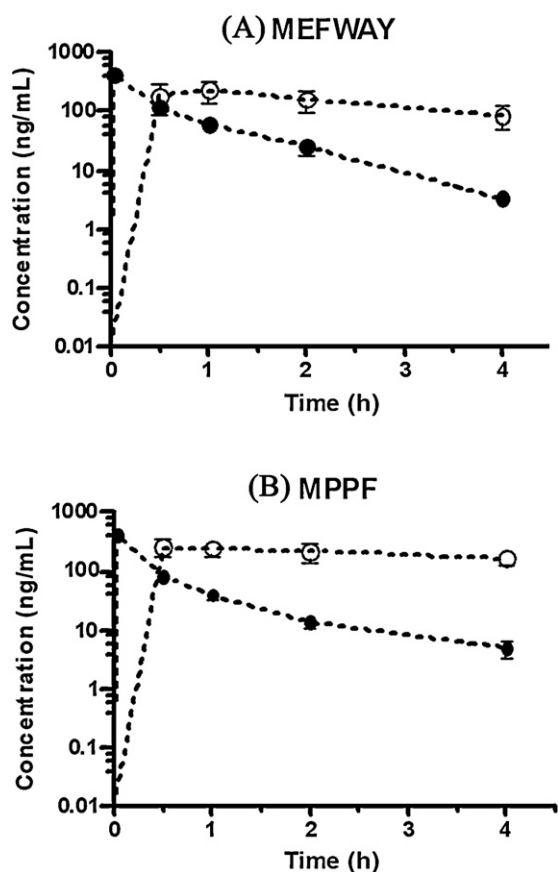 (A) MEFWAY
Concentration (ng/mL)
1000
100
10
1
0.1
0.01
0 1 2 3 4
Time (h)
(B) MPPF
Concentration (ng/mL)
1000
100
10
1
0.1
0.01
0 1 2 3 4
Time (h)